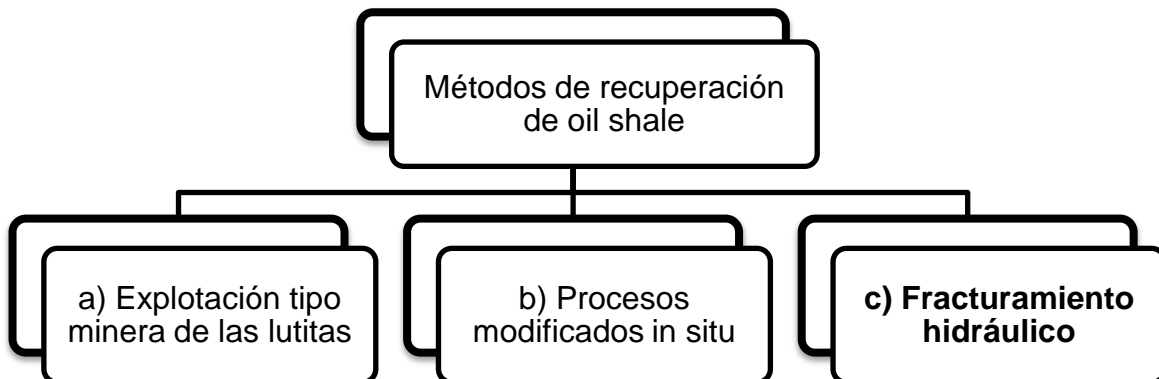 Métodos de recuperación
de oil shale
a) Explotación tipo
minera de las lutitas
b) Procesos
modificados in situ
c) Fracturamiento
hidráulico